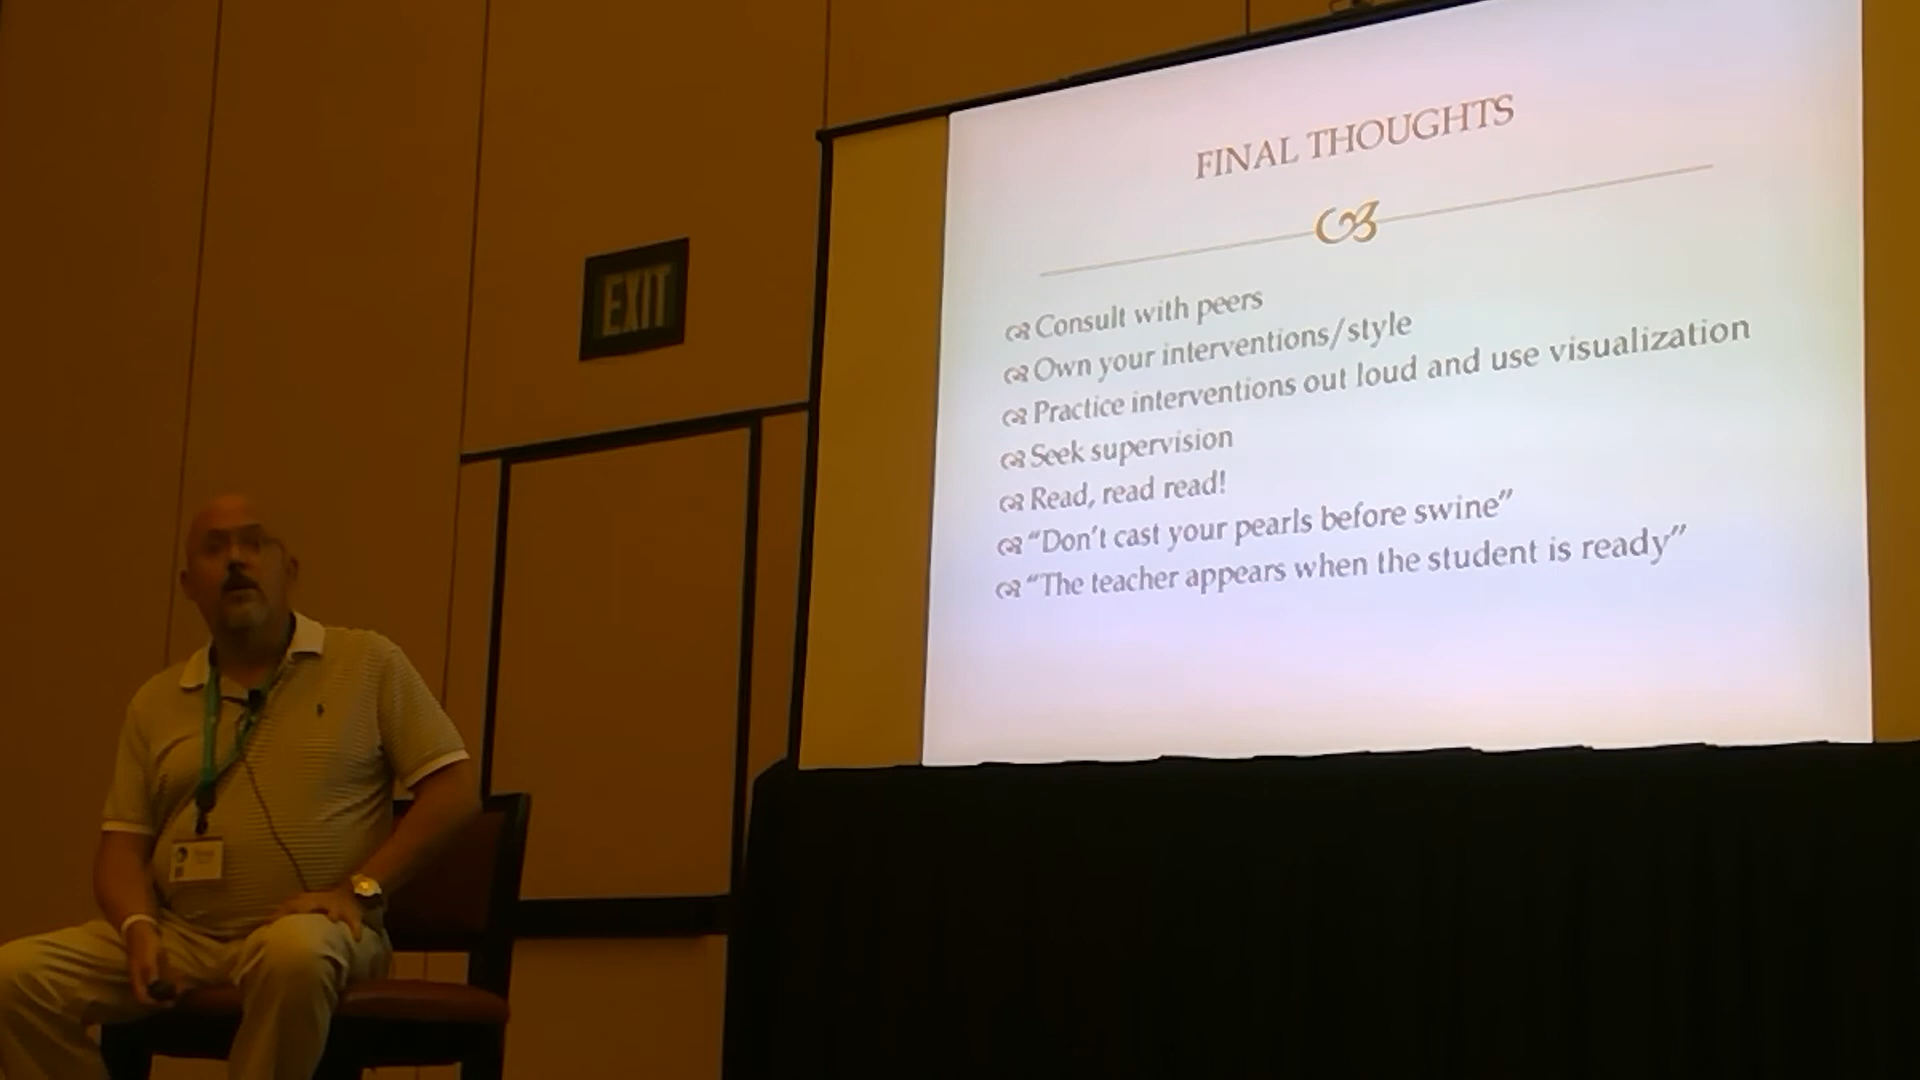 FINAL THOUGHTS
Consult with peers
Own your interventions/style
Practice interventions out loud and use visualization
Seek supervision
Read, read read!
“Don’t cast your pearls before swine”
“The teacher appears when the student is ready”
EXIT